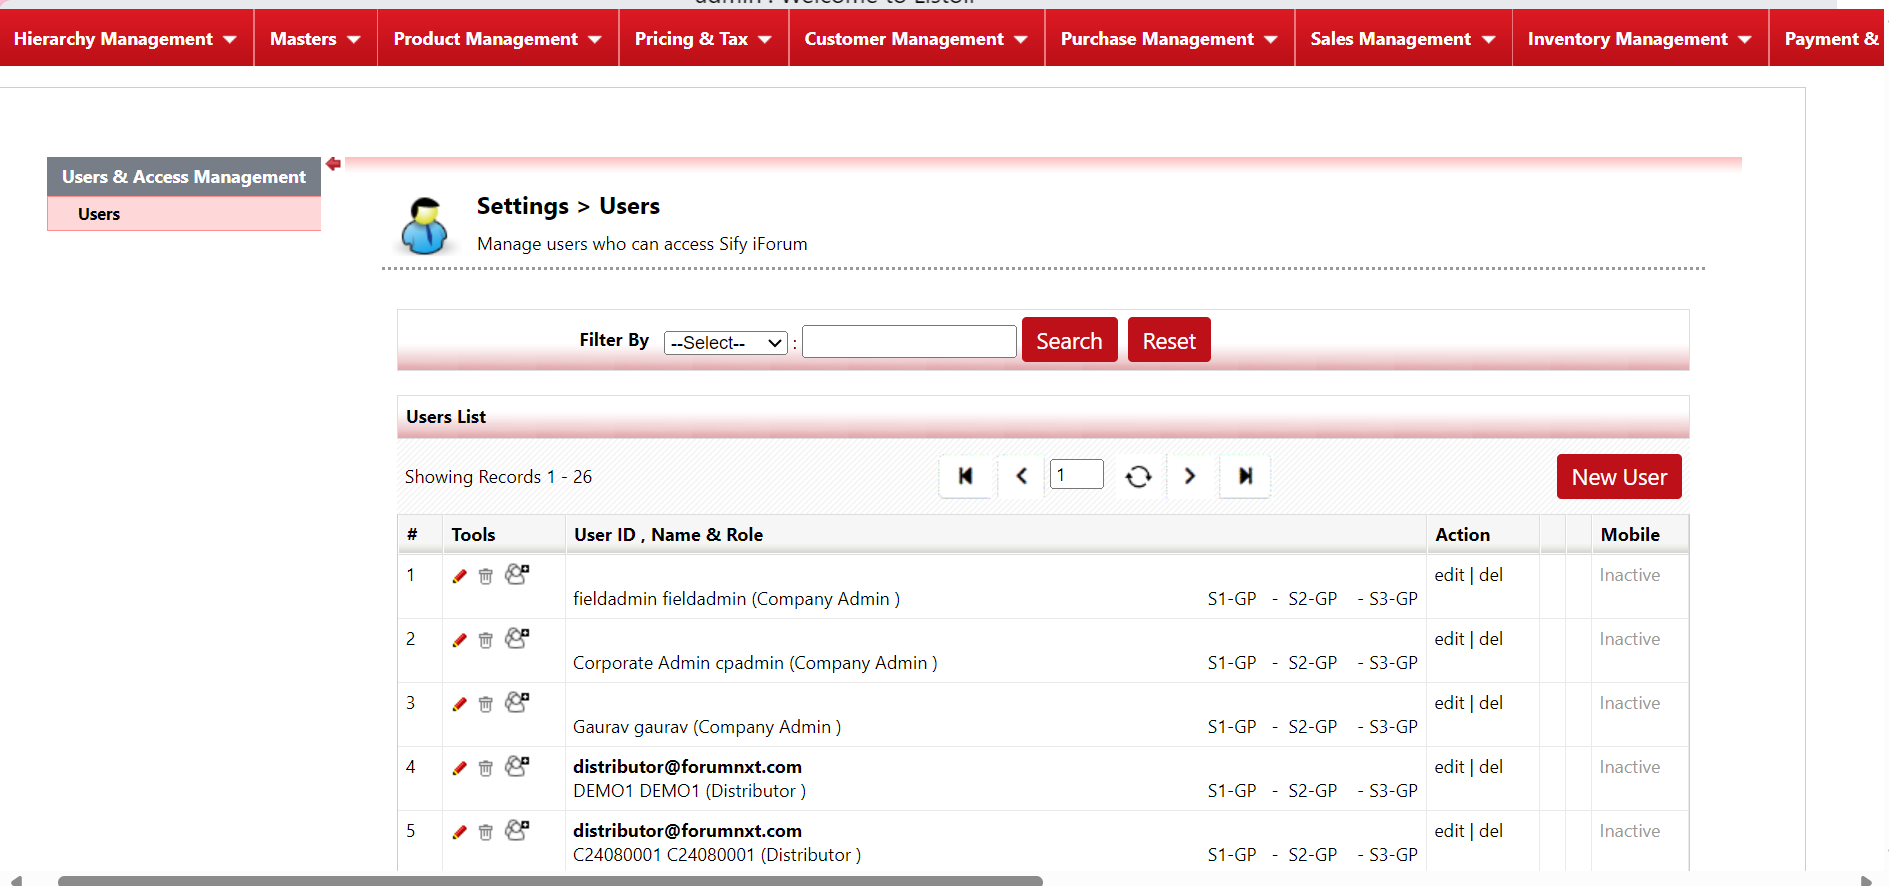 Hierarchy Management Masters Product Management Pricing & Tax Customer Management Purchase Management Sales Management Inventory Management Payment &
Users & Access Management
Users
Settings > Users
Manage users who can access Sify iForum
Filter By --Select-- : Search Reset
Users List
Showing Records 1 - 26 1 New User
# Tools User ID , Name & Role Action Mobile
1 edit | del Inactive
fieldadmin fieldadmin (Company Admin ) S1-GP - S2-GP - S3-GP
2 edit | del Inactive
Corporate Admin cpadmin (Company Admin ) S1-GP - S2-GP - S3-GP
3 edit | del Inactive
Gaurav gaurav (Company Admin ) S1-GP - S2-GP - S3-GP
4 distributor@forumnxt.com edit | del Inactive
DEMO1 DEMO1 (Distributor ) S1-GP - S2-GP - S3-GP
5 distributor@forumnxt.com edit | del Inactive
C24080001 C24080001 (Distributor ) S1-GP - S2-GP - S3-GP